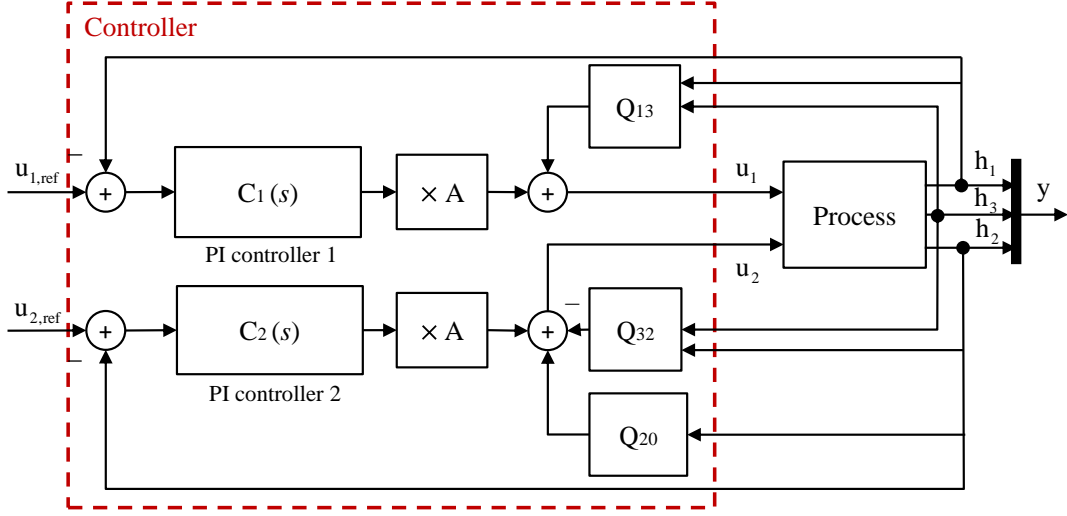 Controller
Q13
u1,ref
−
+
C1(s)
× A
+
u1
Process
h1
h3
h2
y
PI controller 1
u2,ref
−
+
C2(s)
× A
−
+
u2
Q32
PI controller 2
Q20